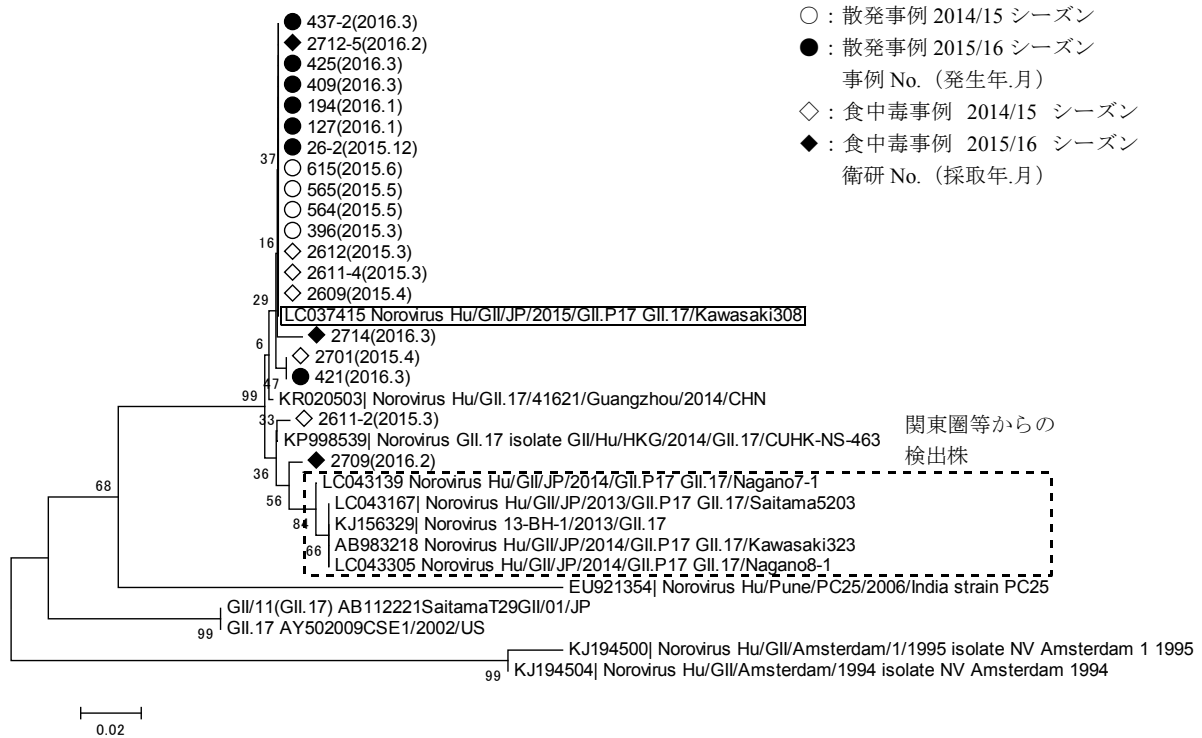 437-2(2016.3)
2712-5(2016.2)
425(2016.3)
409(2016.3)
194(2016.1)
127(2016.1)
26-2(2015.12)
615(2015.6)
565(2015.5)
564(2015.5)
396(2015.3)
2612(2015.3)
2611-4(2015.3)
2609(2015.4)
LC037415 Norovirus Hu/GII/JP/2015/GII.P17 GII.17/Kawasaki308
2714(2016.3)
2701(2015.4)
421(2016.3)
KR020503| Norovirus Hu/GII.17/41621/Guangzhou/2014/CHN
2611-2(2015.3)
KP998539| Norovirus GII.17 isolate GII/Hu/HKG/2014/GII.17/CUHK-NS-463
2709(2016.2)
LC043139 Norovirus Hu/GII/JP/2014/GII.P17 GII.17/Nagano7-1
LC043167| Norovirus Hu/GII/JP/2013/GII.P17 GII.17/Saitama5203
KJ156329| Norovirus 13-BH-1/2013/GII.17
AB983218 Norovirus Hu/GII/JP/2014/GII.P17 GII.17/Kawasaki323
LC043305 Norovirus Hu/GII/JP/2014/GII.P17 GII.17/Nagano8-1
EU921354| Norovirus Hu/Pune/PC25/2006/India strain PC25
GII/11(GII.17) AB112221SaitamaT29GII/01/JP
GII.17 AY502009CSE1/2002/US
KJ194500| Norovirus Hu/GII/Amsterdam/1/1995 isolate NV Amsterdam 1 1995
KJ194504| Norovirus Hu/GII/Amsterdam/1994 isolate NV Amsterdam 1994
37
16
29
6
47
99
33
36
56
84
66
68
99
99
0.02
○:散発事例 2014/15 シーズン
●:散発事例 2015/16 シーズン
事例 No.(発生年.月)
◇:食中毒事例 2014/15 シーズン
◆:食中毒事例 2015/16 シーズン
衛研 No.(採取年.月)
関東圏等からの
検出株